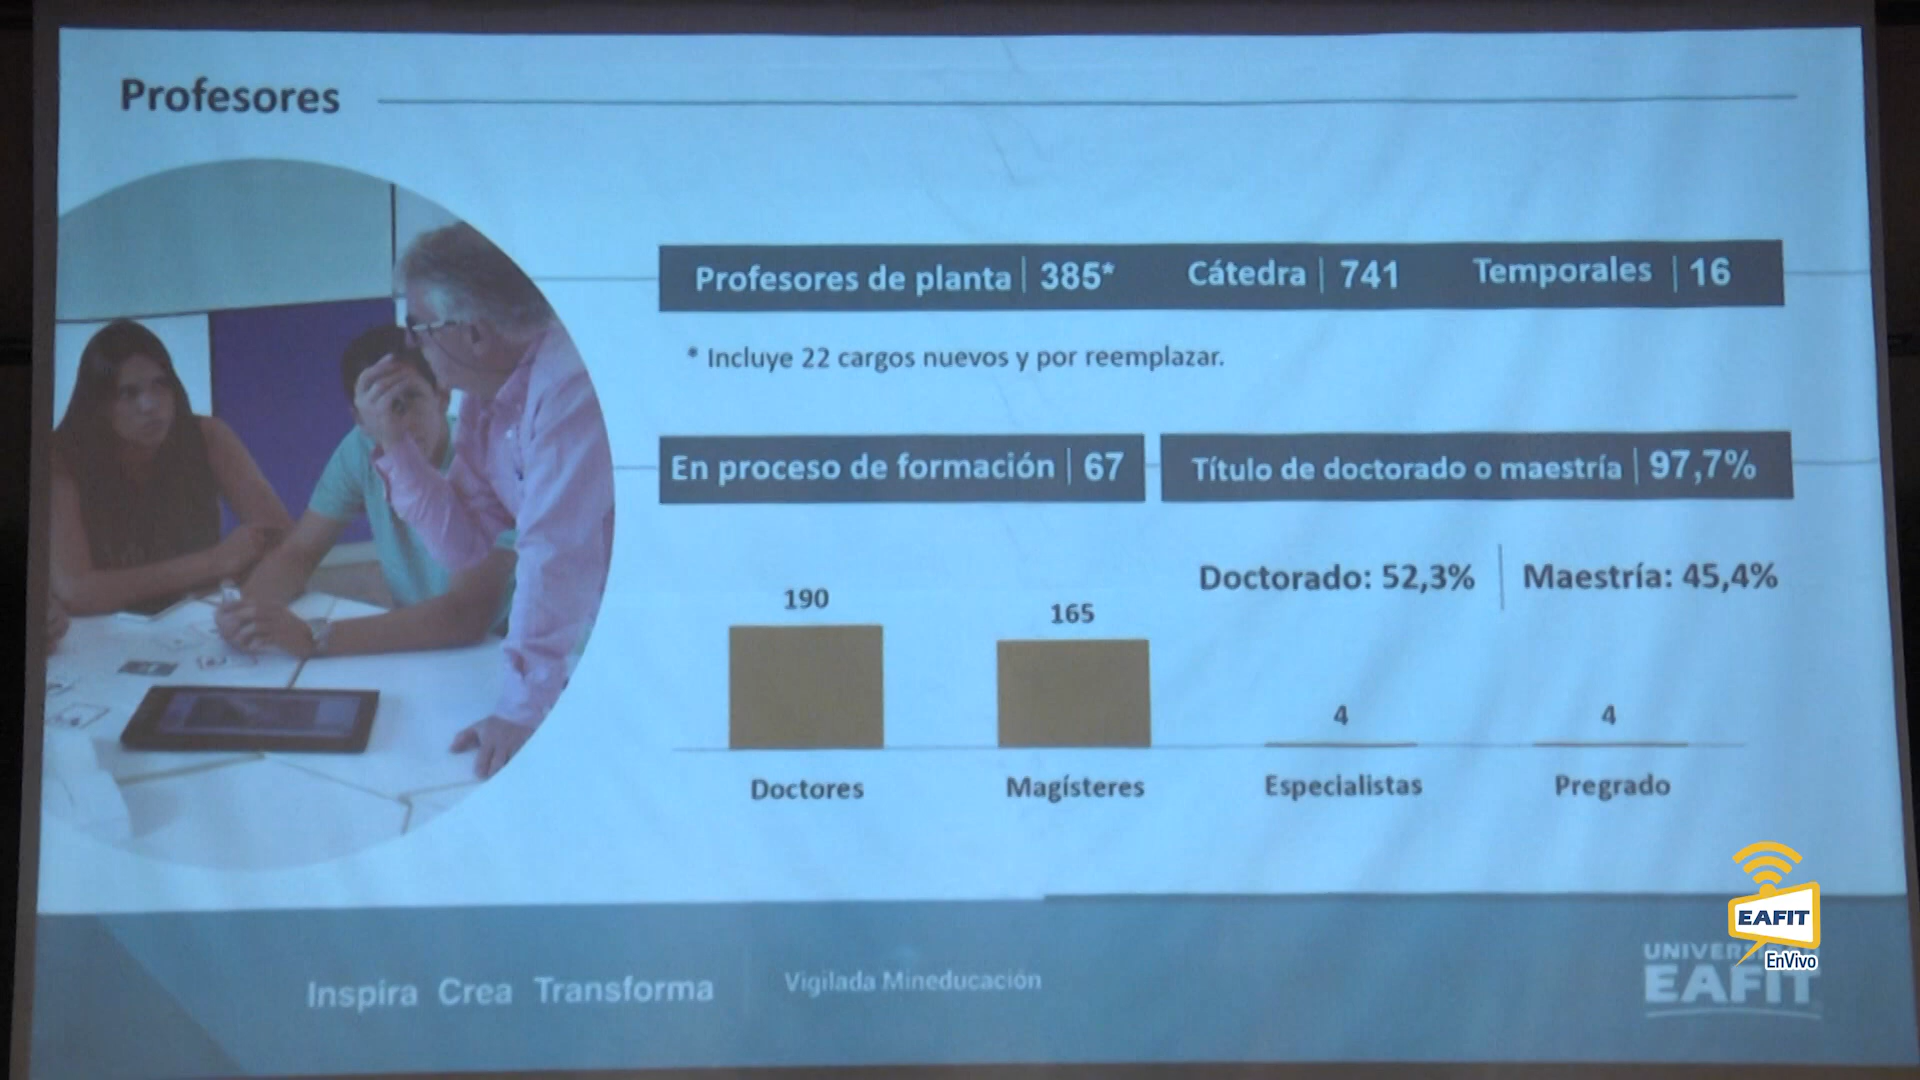 Profesores
Profesores de planta | 385* Cátedra | 741 Temporales | 16
* Incluye 22 cargos nuevos y por reemplazar.
En proceso de formación | 67 Título de doctorado o maestría | 97,7%
Doctorado: 52,3% Maestría: 45,4%
190 165 4 4
Doctores Magísteres Especialistas Pregrado
Inspira Crea Transforma Vigilada Mineducación
EAFIT
EnVivo
EAFIT